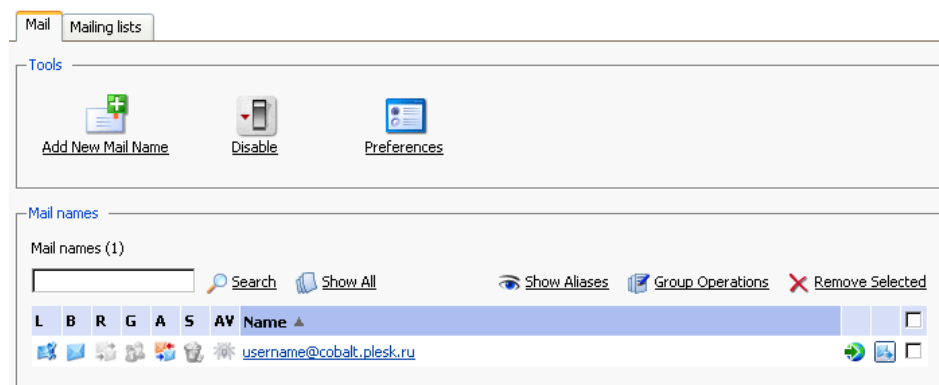 Mail Mailing lists
Tools
Add New Mail Name Disable Preferences
Mail names
Mail names (1)
Search Show All Show Aliases Group Operations Remove Selected
L B R G A S AV Name
username@cobalt.plesk.ru